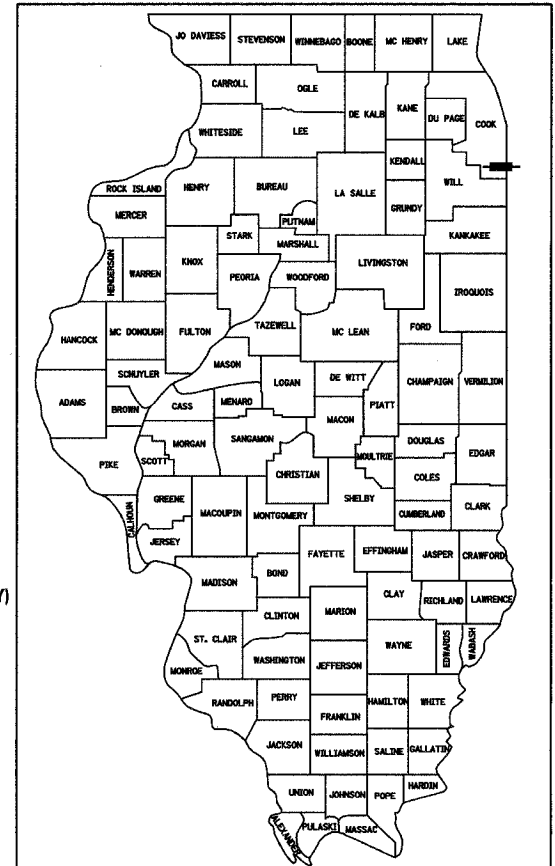 JO DAVIESS STEVENSON WINNEBAGO BOONE MC HENRY LAKE
CARROLL OGLE DE KALB KANE DU PAGE COOK
WHITESIDE LEE
KENDALL WILL
ROCK ISLAND HENRY BUREAU LA SALLE GRUNDY
MERCER PUTNAM
STARK MARSHALL KANKAKEE
HENDERSON WARREN KNOX PEORIA WOODFORD LIVINGSTON IROQUOIS
HANCOCK MC DONOUGH FULTON TAZEWELL MC LEAN FORD
MASON
SCHUYLER LOGAN DE WITT CHAMPAIGN VERMILION
ADAMS BROWN CASS MENARD MACON PIATT
MORGAN SANGAMON DOUGLAS EDGAR
PIKE SCOTT CHRISTIAN MOULTRIE COLES
CALHOUN GREENE MACOUPIN MONTGOMERY SHELBY CUMBERLAND CLARK
JERSEY FAYETTE EFFINGHAM JASPER CRAWFORD
MADISON BOND
Y) CLINTON MARION CLAY RICHLAND LAWRENCE
ST. CLAIR WAYNE EDWARDS WABASH
MONROE WASHINGTON JEFFERSON
RANDOLPH PERRY HAMILTON WHITE
FRANKLIN
JACKSON WILLIAMSON SALINE GALLATIN
UNION JOHNSON POPE HARDIN
ALEXANDER PULASKI MASSAC